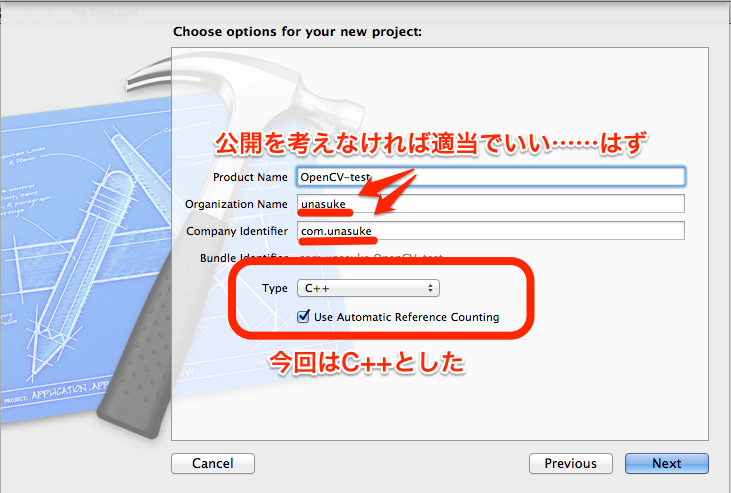 Choose options for your new project:
公開を考えなければ適当でいい……はず
Product Name OpenCV-test
Organization Name unasuke
Company Identifier com.unasuke
Bundle Identifier com.unasuke.OpenCV-test
Type C++
Use Automatic Reference Counting
今回はC++とした
PROJECT: APPLICATION.APP
Cancel Previous Next